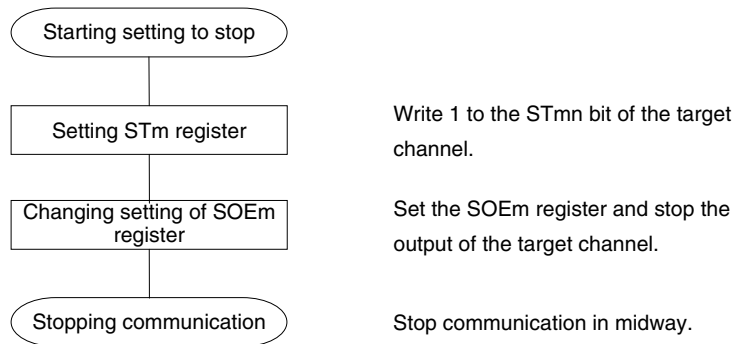 Starting setting to stop
Setting STm register
Write 1 to the STmn bit of the target
channel.
Changing setting of SOEm
register
Set the SOEm register and stop the
output of the target channel.
Stopping communication
Stop communication in midway.